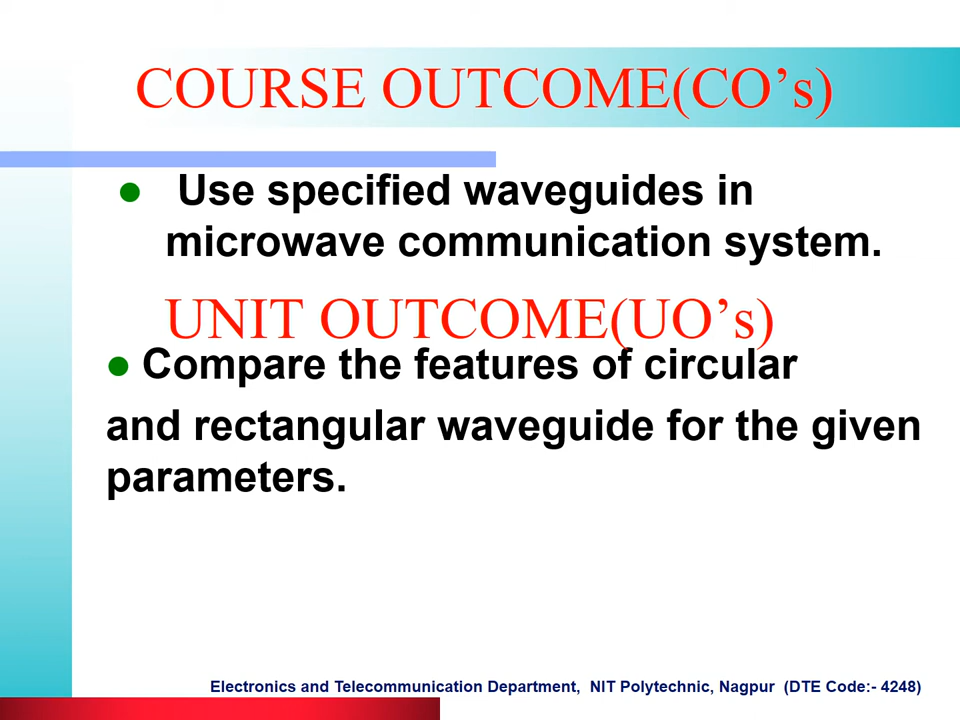 COURSE OUTCOME(CO’s)
● Use specified waveguides in
microwave communication system.
UNIT OUTCOME(UO’s)
● Compare the features of circular
and rectangular waveguide for the given
parameters.
Electronics and Telecommunication Department, NIT Polytechnic, Nagpur (DTE Code:- 4248)